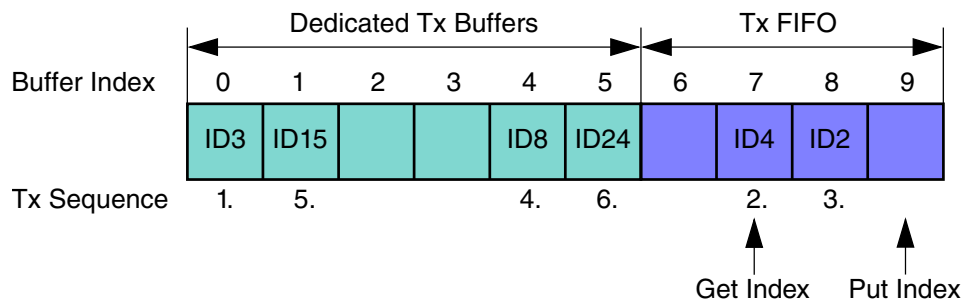 Dedicated Tx Buffers Tx FIFO
Buffer Index 0 1 2 3 4 5 6 7 8 9
ID3 ID15 ID8 ID24 ID4 ID2
Tx Sequence 1. 5. 4. 6. 2. 3.
Get Index Put Index